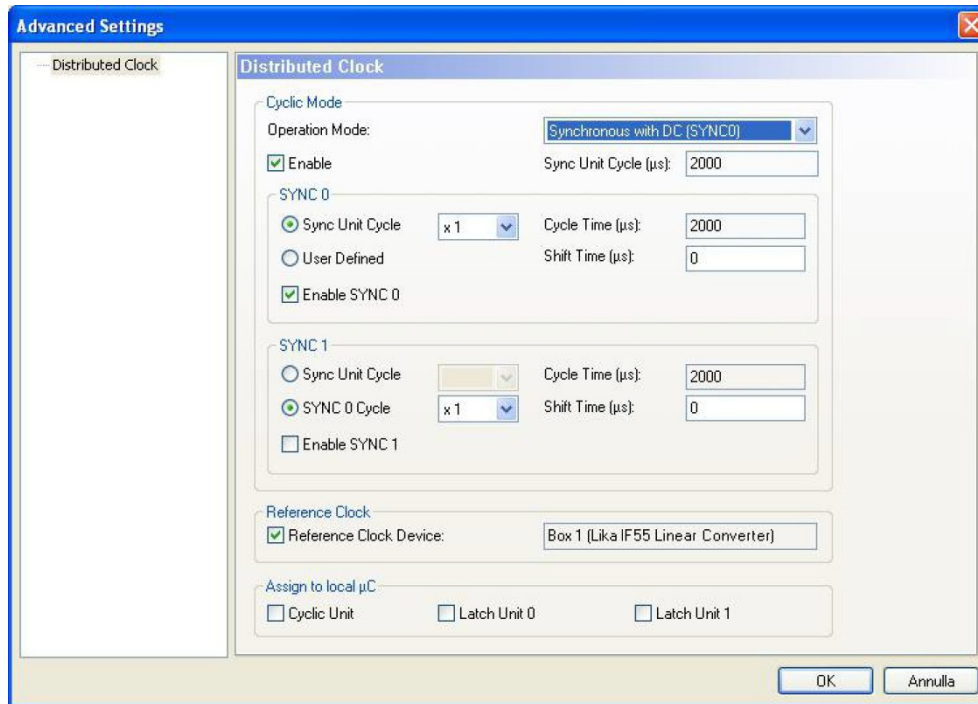 Advanced Settings
Distributed Clock
Distributed Clock
Cyclic Mode
Operation Mode: Synchronous with DC (SYNC0)
Enable Sync Unit Cycle (µs): 2000
SYNC 0
Sync Unit Cycle x 1 Cycle Time (µs): 2000
User Defined Shift Time (µs): 0
Enable SYNC 0
SYNC 1
Sync Unit Cycle Cycle Time (µs): 2000
SYNC 0 Cycle x 1 Shift Time (µs): 0
Enable SYNC 1
Reference Clock
Reference Clock Device: Box 1 (Lika IF55 Linear Converter)
Assign to local µC
Cyclic Unit Latch Unit 0 Latch Unit 1
OK Annulla